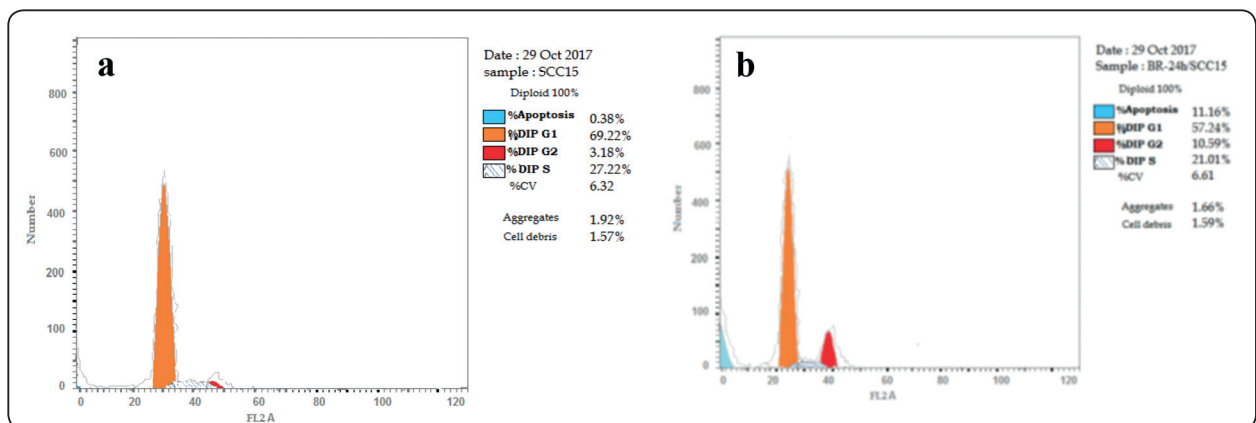 a
Date : 29 Oct 2017
sample : SCC15
Diploid 100%
%Apoptosis 0.38%
%DIP G1 69.22%
%DIP G2 3.18%
% DIP S 27.22%
%CV 6.32
Aggregates 1.92%
Cell debris 1.57%
Number
800
600
400
200
100
0
0 20 40 60 80 100 120
FL2A
b
Date : 29 Oct 2017
Sample : BR-24h/SCC15
Diploid 100%
%Apoptosis 11.16%
%DIP G1 57.24%
%DIP G2 10.59%
% DIP S 21.01%
%CV 6.61
Aggregates 1.66%
Cell debris 1.59%
Number
800
600
400
200
100
0
0 20 40 60 80 100 120
FL2A